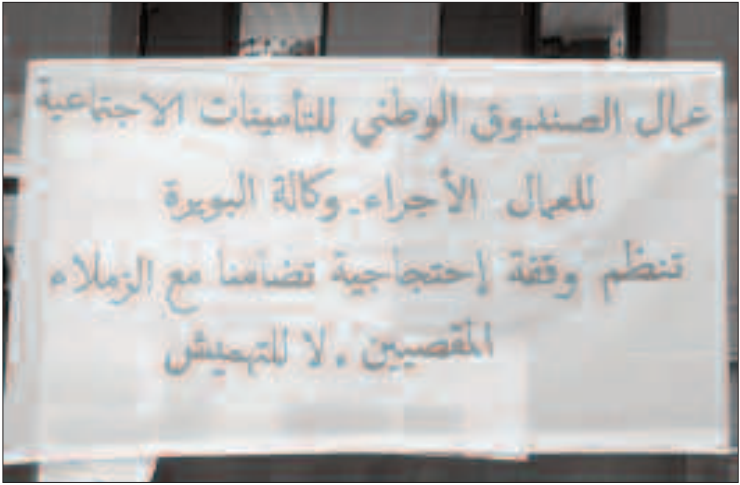 عمال الصندوق الوطني للتأمينات الاجتماعية
للعمال الأجراء. وكالة البويرة
تنظم وقفة إحتجاجية تضامنا مع الزملاء
المقصيين . لا للتهميش